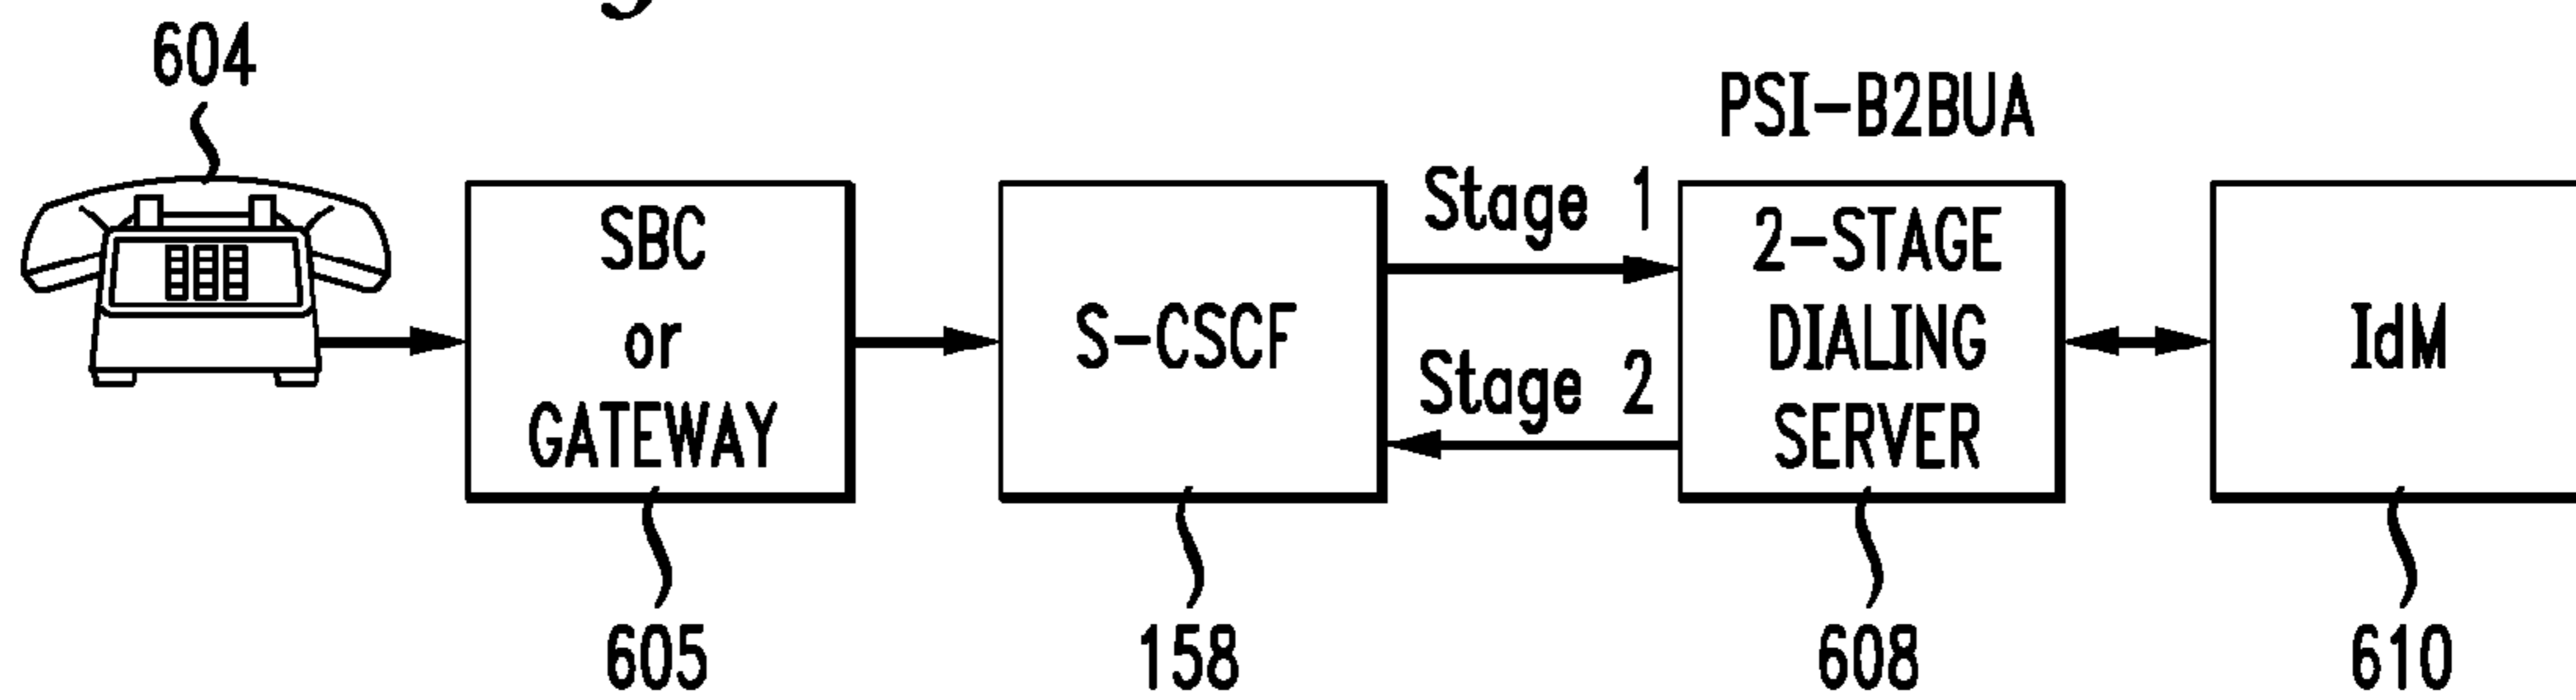 604
PSI-B2BUA
SBC
or
GATEWAY
S-CSCF
Stage 1
Stage 2
2-STAGE
DIALING
SERVER
IdM
605
158
608
610